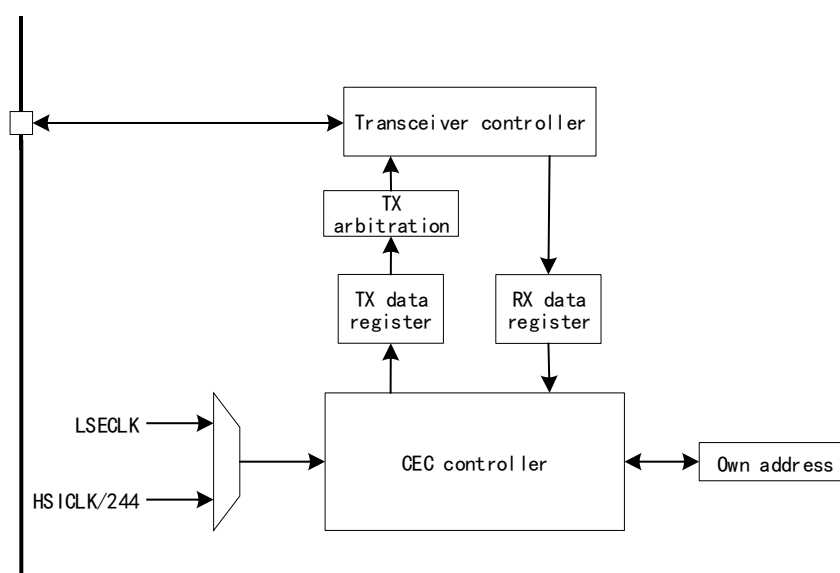 Transceiver controller
TX
arbitration
TX data
register
RX data
register
LSECLK
HSICLK/244
CEC controller
Own address